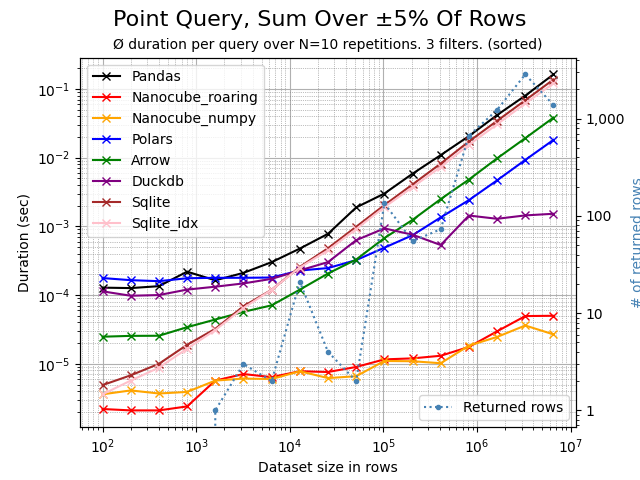 Point Query, Sum Over ±5% Of Rows
Ø duration per query over N=10 repetitions. 3 filters. (sorted)
Pandas
Nanocube_roaring
Nanocube_numpy
Polars
Arrow
Duckdb
Sqlite
Sqlite_idx
Returned rows
Duration (sec)
10⁻¹
10⁻²
10⁻³
10⁻⁴
10⁻⁵
1,000
100
10
1
# of returned rows
10² 10³ 10⁴ 10⁵ 10⁶ 10⁷
Dataset size in rows